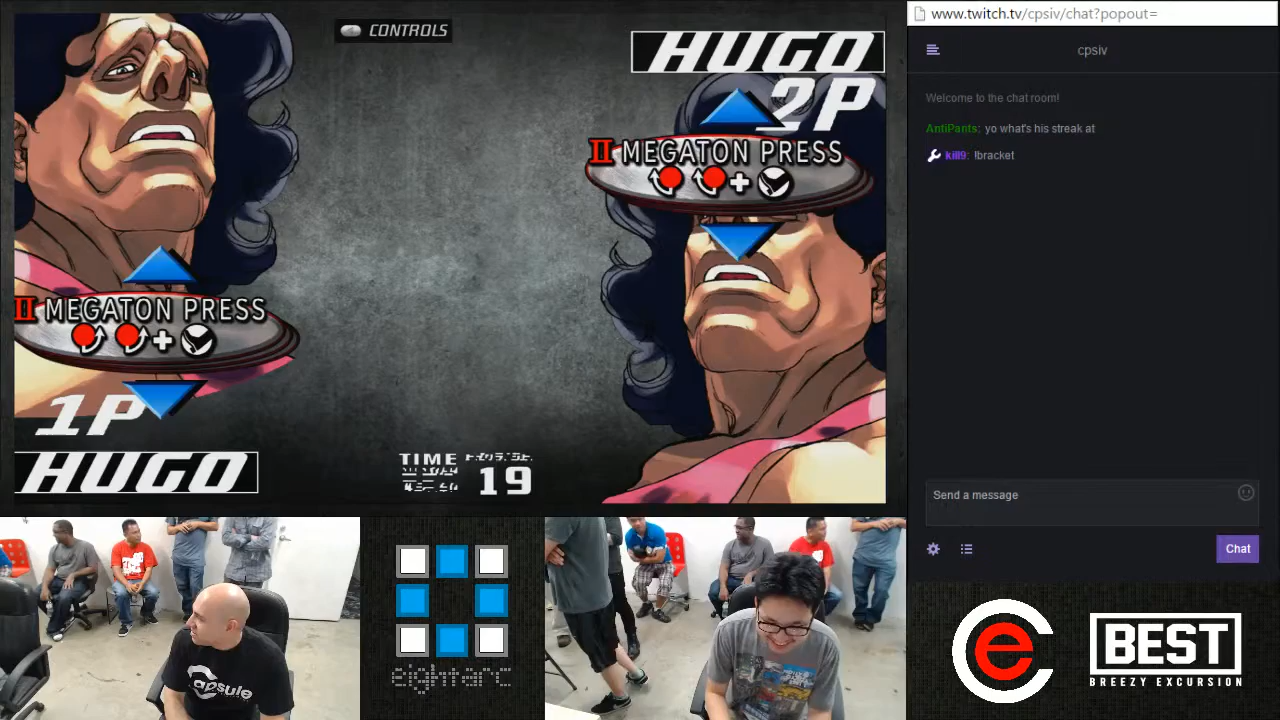 CONTROLS
HUGO
2P
II MEGATON PRESS
II MEGATON PRESS
1P
HUGO
TIME
19
www.twitch.tv/cpsiv/chat?popout=
cpsiv
Welcome to the chat room!
AntiPants: yo what's his streak at
kill9: !bracket
Send a message
Chat
Capsule
eightarc
e
BEST
BREEZY EXCURSION